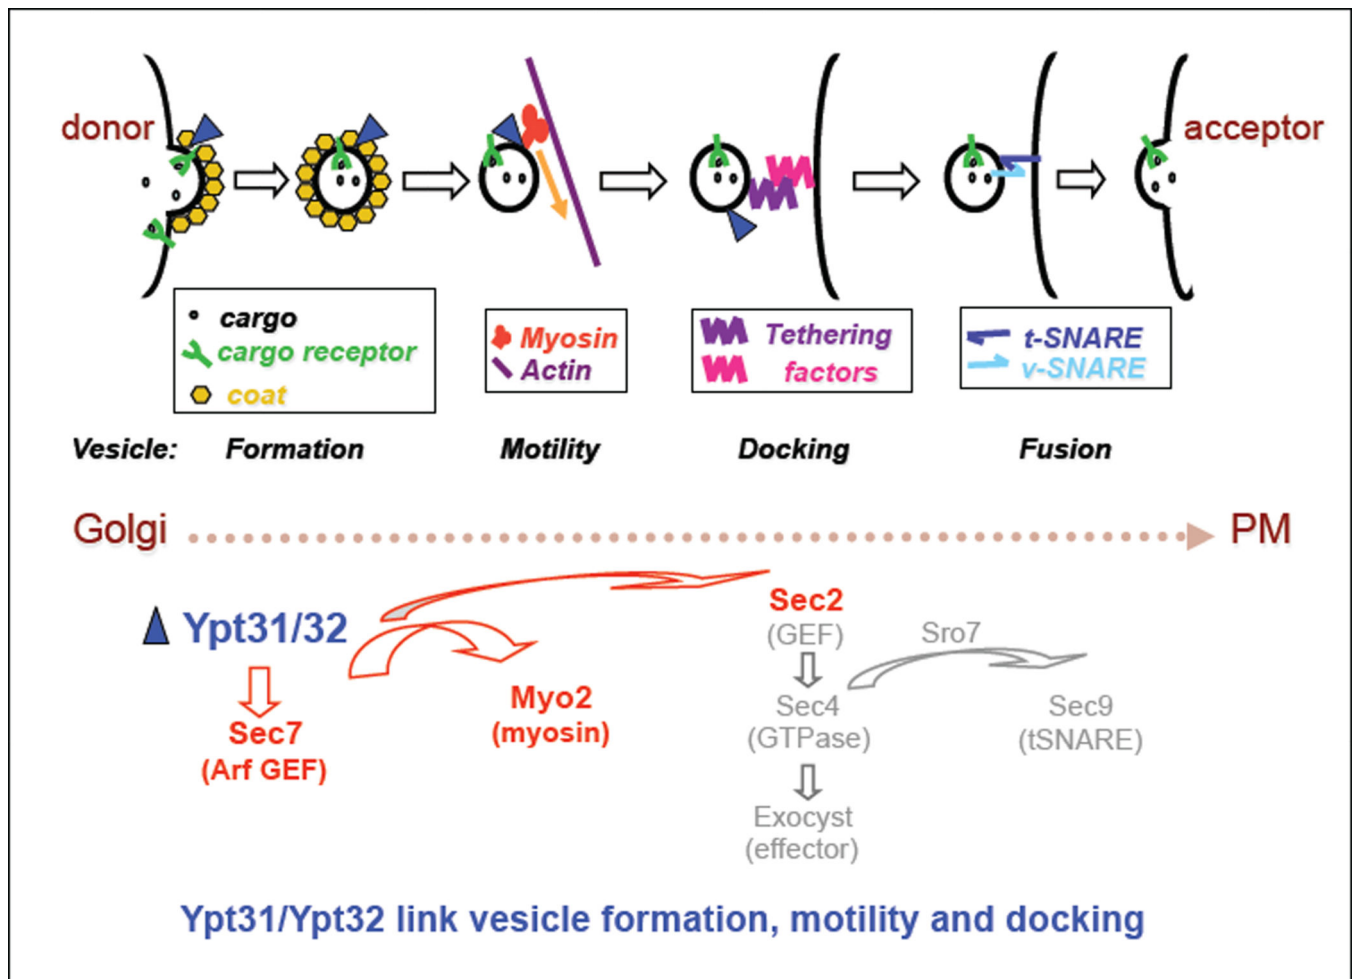 donor
acceptor
cargo
cargo receptor
coat
Myosin
Actin
Tethering
factors
t-SNARE
v-SNARE
Vesicle: Formation Motility Docking Fusion
Golgi PM
Ypt31/32
Sec7
(Arf GEF)
Myo2
(myosin)
Sec2
(GEF)
Sro7
Sec4
(GTPase)
Sec9
(tSNARE)
Exocyst
(effector)
Ypt31/Ypt32 link vesicle formation, motility and docking